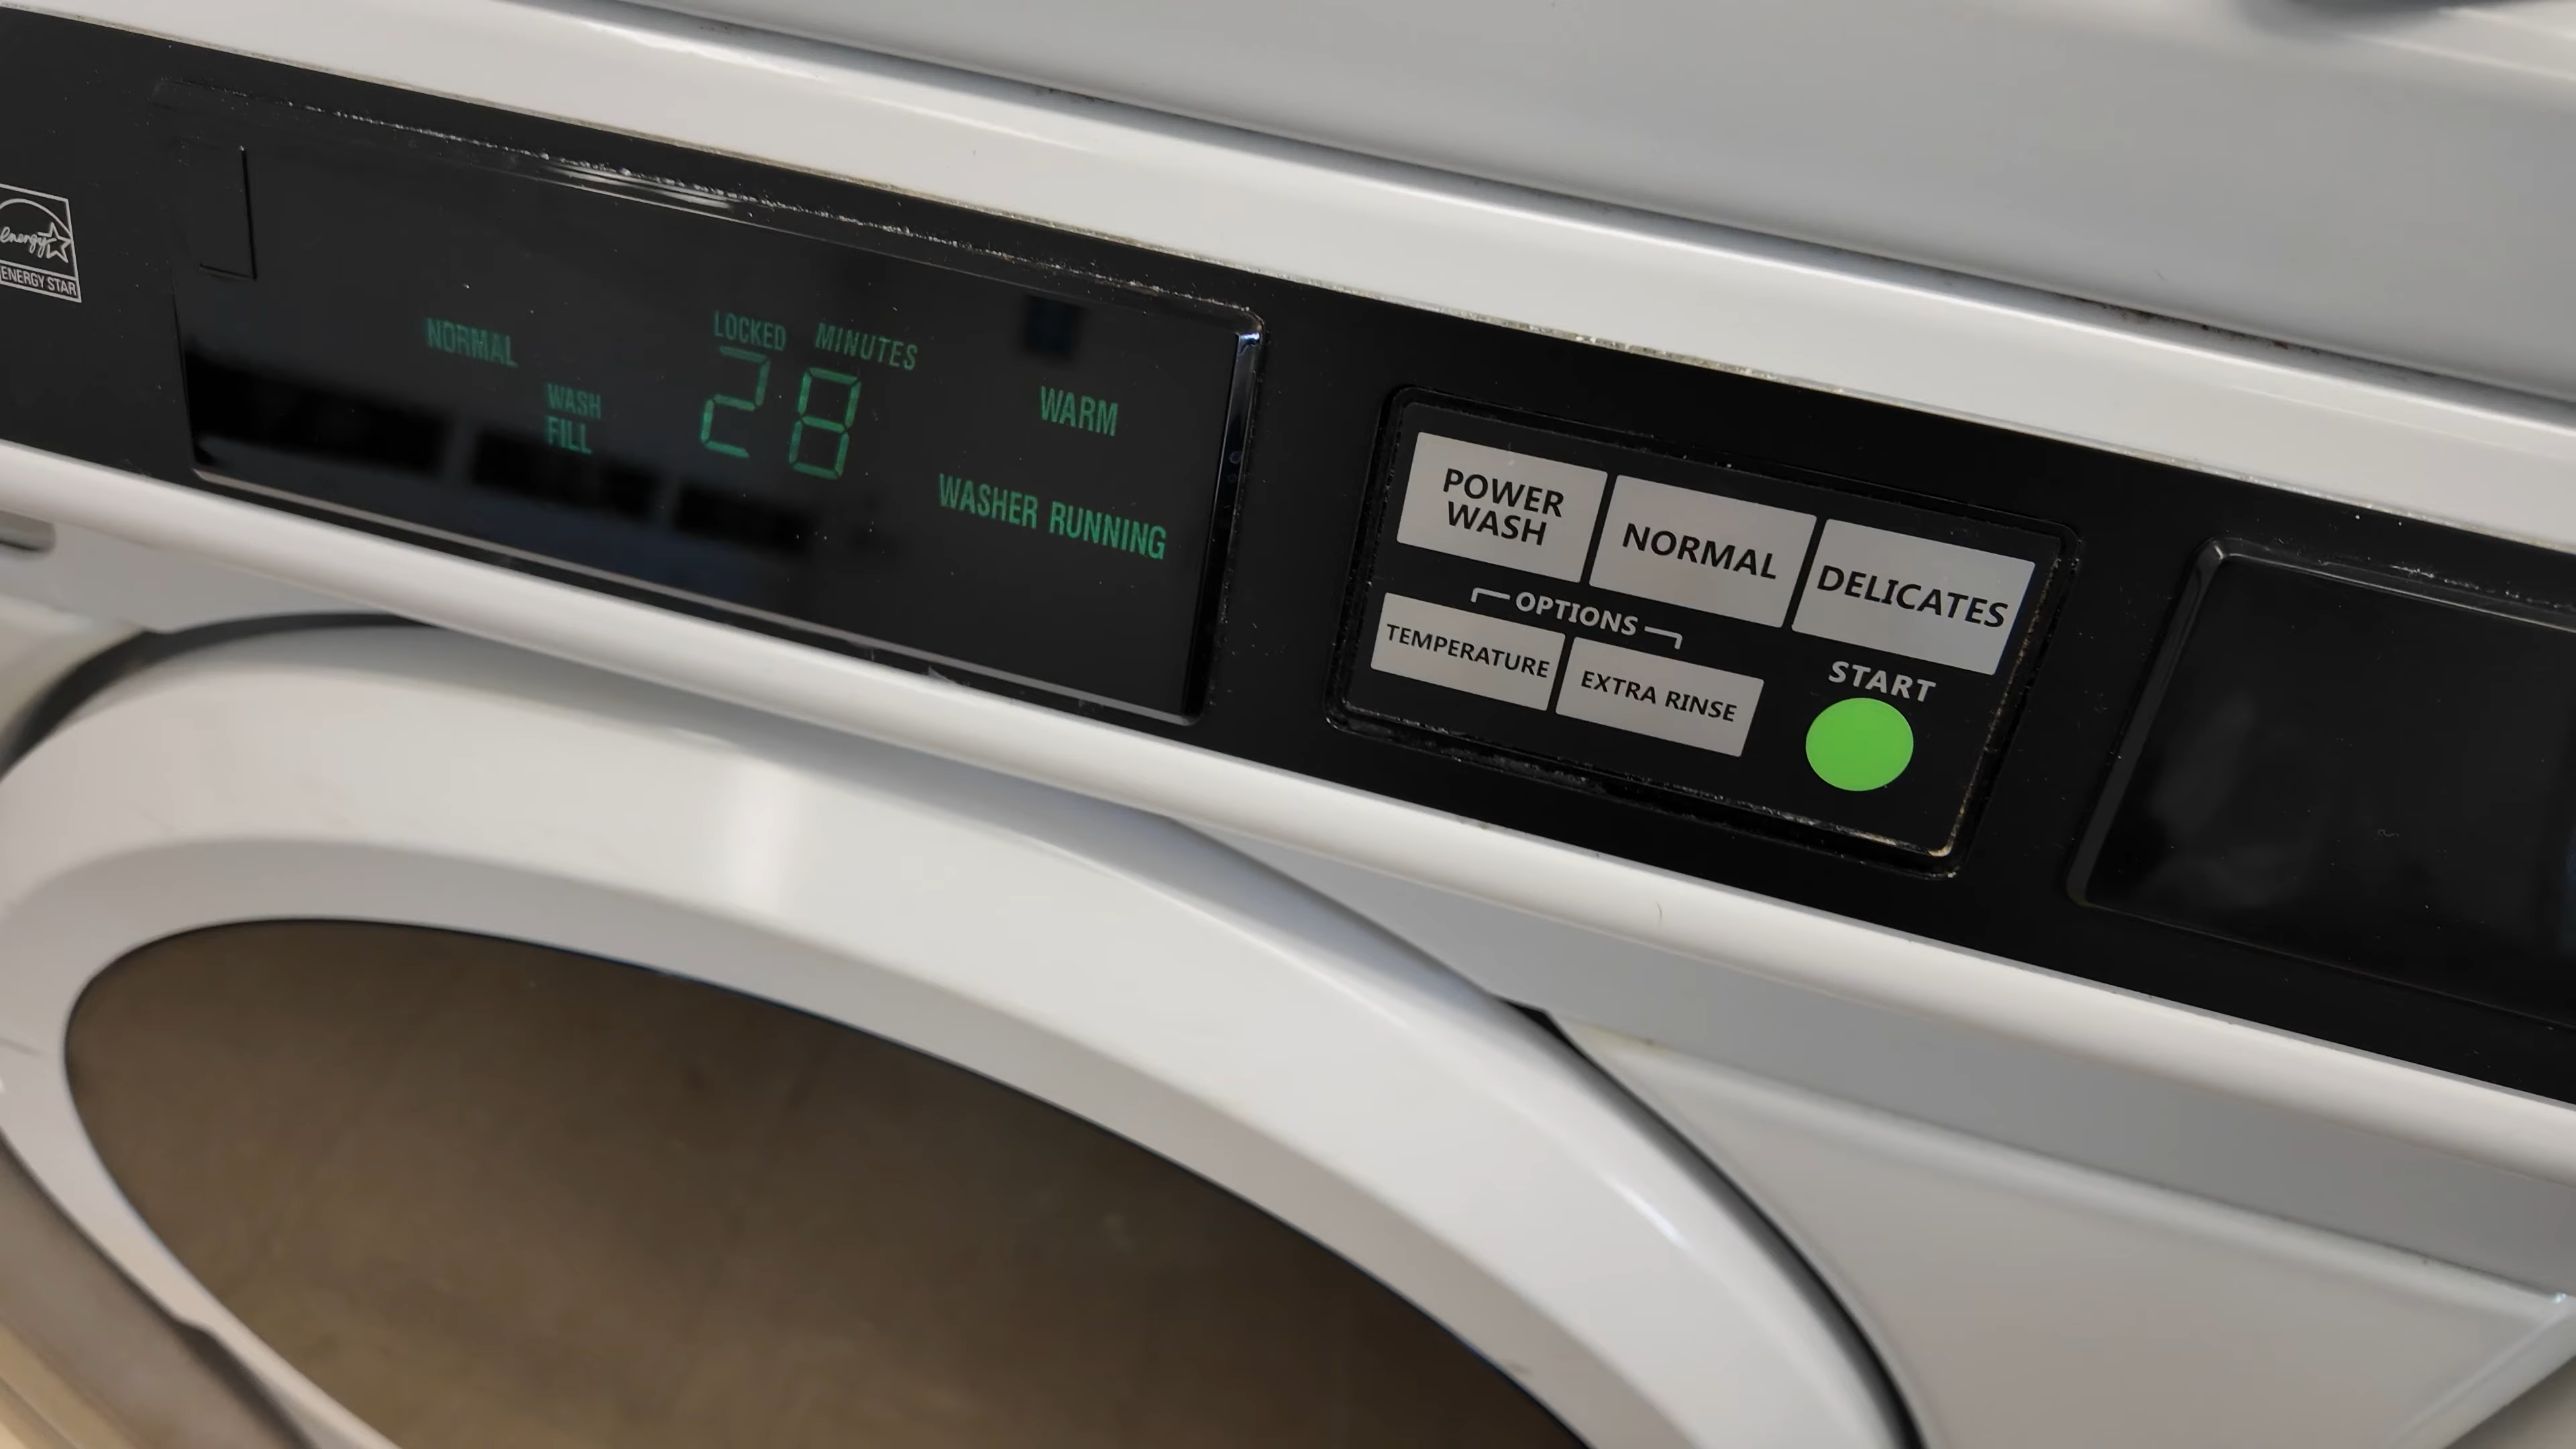 energy
ENERGY STAR
NORMAL
LOCKED MINUTES
WASH
FILL
28
WARM
WASHER RUNNING
POWER
WASH
NORMAL
DELICATES
OPTIONS
TEMPERATURE
EXTRA RINSE
START